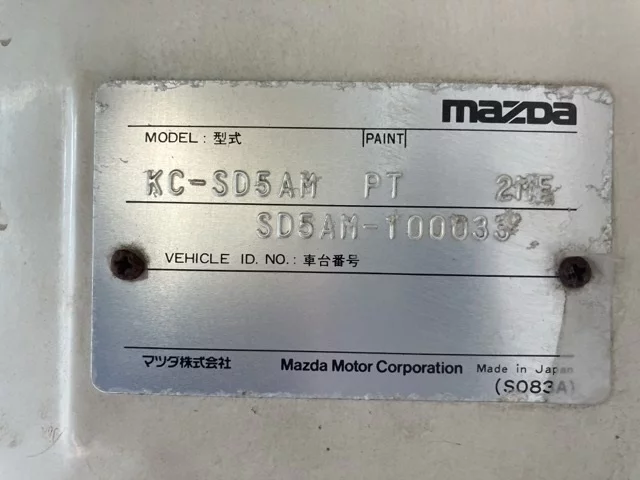 mazda
MODEL : 型式 PAINT
KC-SD5AM PT 2M5
SD5AM-100033
VEHICLE ID. NO. : 車台番号
マツダ株式会社 Mazda Motor Corporation Made in Japan
(S083A)